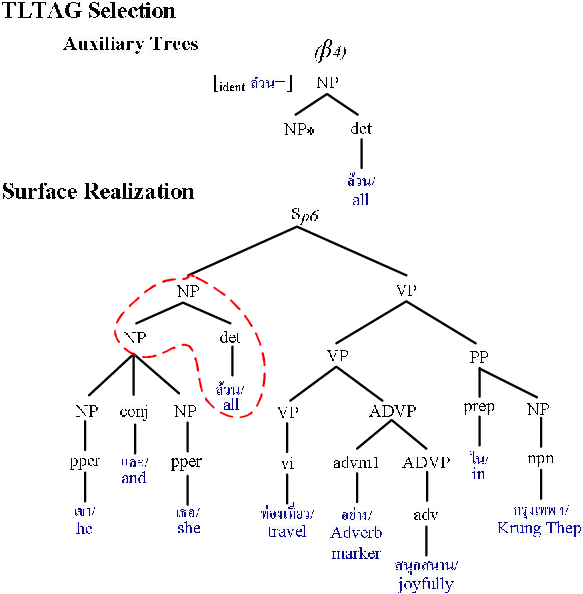 TLTAG Selection
Auxiliary Trees
(β4)
[ident ล้วน=] NP
NP* det
ล้วน/
all
Surface Realization
Sρ6
NP VP
NP det VP PP
ล้วน/
all
NP conj NP VP ADVP prep NP
pper และ/ pper vi advm1 ADVP ใน/ npn
and in
เขา/ เธอ/ ท่องเที่ยว/ อย่าง/ adv กรุงเทพฯ/
he she travel Adverb Krung Thep
marker
สนุกสนาน/
joyfully